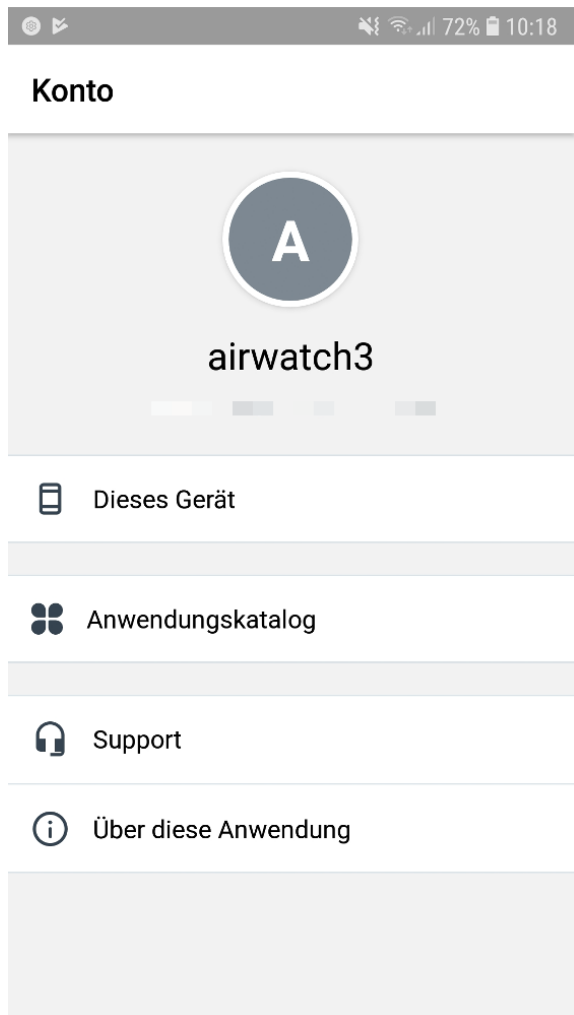 72% 10:18
Konto
A
airwatch3
Dieses Gerät
Anwendungskatalog
Support
Über diese Anwendung